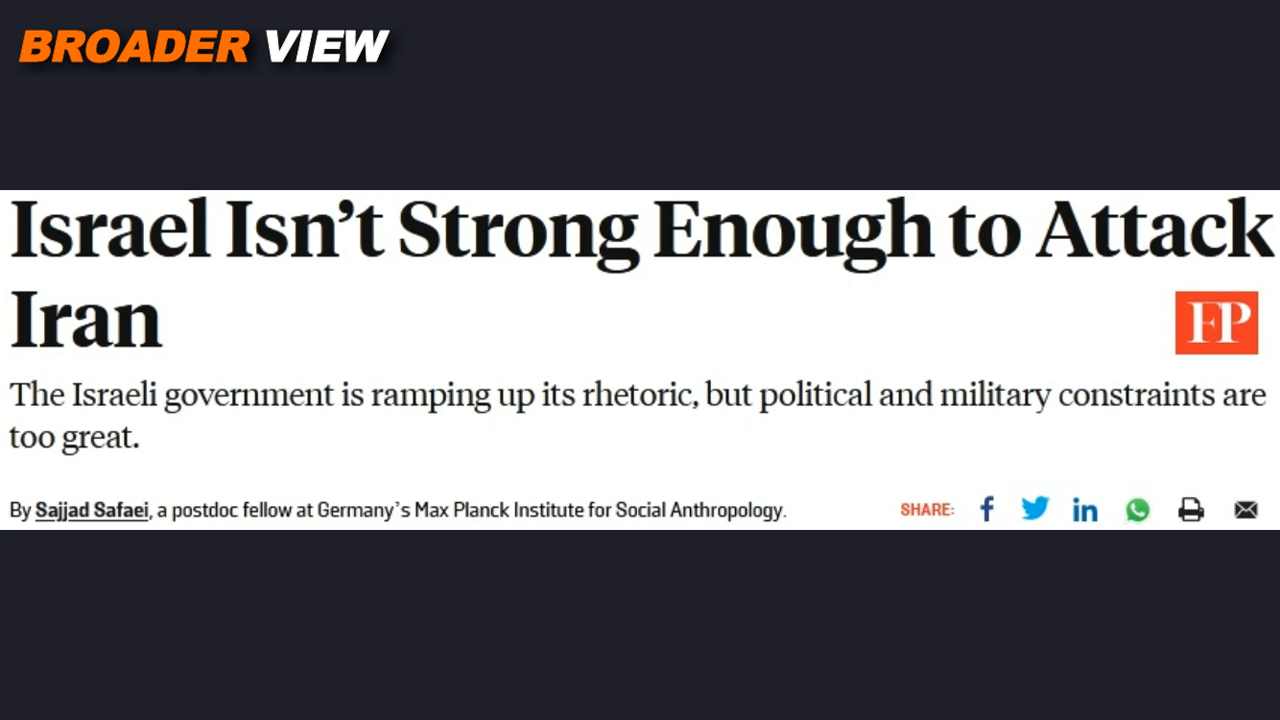 BROADER VIEW
Israel Isn’t Strong Enough to Attack
Iran
FP
The Israeli government is ramping up its rhetoric, but political and military constraints are
too great.
By Sajjad Safaei, a postdoc fellow at Germany’s Max Planck Institute for Social Anthropology.
SHARE: f in